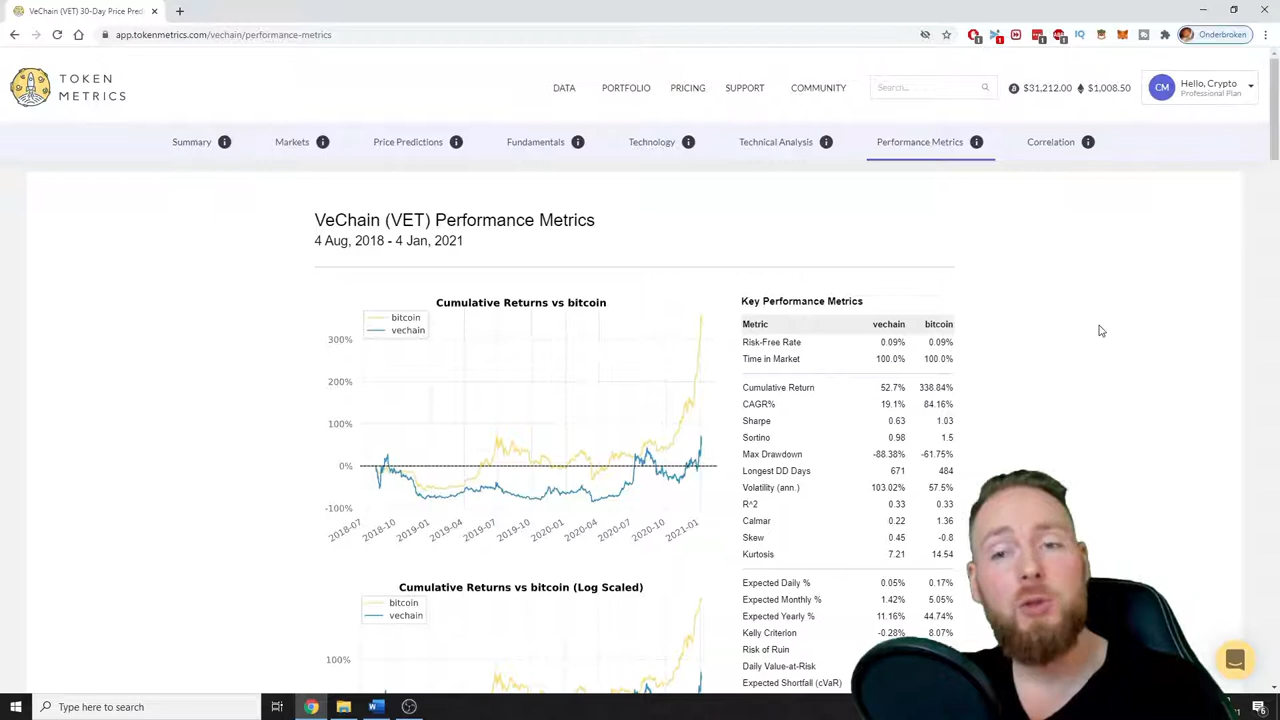 VeChain (VET) 30-Day Price Pred
app.tokenmetrics.com/vechain/performance-metrics
Onderbroken
TOKEN
METRICS
DATA PORTFOLIO PRICING SUPPORT COMMUNITY
Search...
$31,212.00 $1,008.50
CM
Hello, Crypto
Professional Plan
Summary Markets Price Predictions Fundamentals Technology Technical Analysis Performance Metrics Correlation
VeChain (VET) Performance Metrics
4 Aug, 2018 - 4 Jan, 2021
Cumulative Returns vs bitcoin
bitcoin
vechain
300%
200%
100%
0%
-100%
2018-07 2018-10 2019-01 2019-04 2019-07 2019-10 2020-01 2020-04 2020-07 2020-10 2021-01
Cumulative Returns vs bitcoin (Log Scaled)
bitcoin
vechain
100%
Key Performance Metrics
Metric vechain bitcoin
Risk-Free Rate 0.09% 0.09%
Time in Market 100.0% 100.0%
Cumulative Return 52.7% 338.84%
CAGR% 19.1% 84.16%
Sharpe 0.63 1.03
Sortino 0.98 1.5
Max Drawdown -88.38% -61.75%
Longest DD Days 671 484
Volatility (ann.) 103.02% 57.5%
R^2 0.33 0.33
Calmar 0.22 1.36
Skew 0.45 -0.8
Kurtosis 7.21 14.54
Expected Daily % 0.05% 0.17%
Expected Monthly % 1.42% 5.05%
Expected Yearly % 11.16% 44.74%
Kelly Criterion -0.28% 8.07%
Risk of Ruin
Daily Value-at-Risk
Expected Shortfall (cVaR)
Type here to search